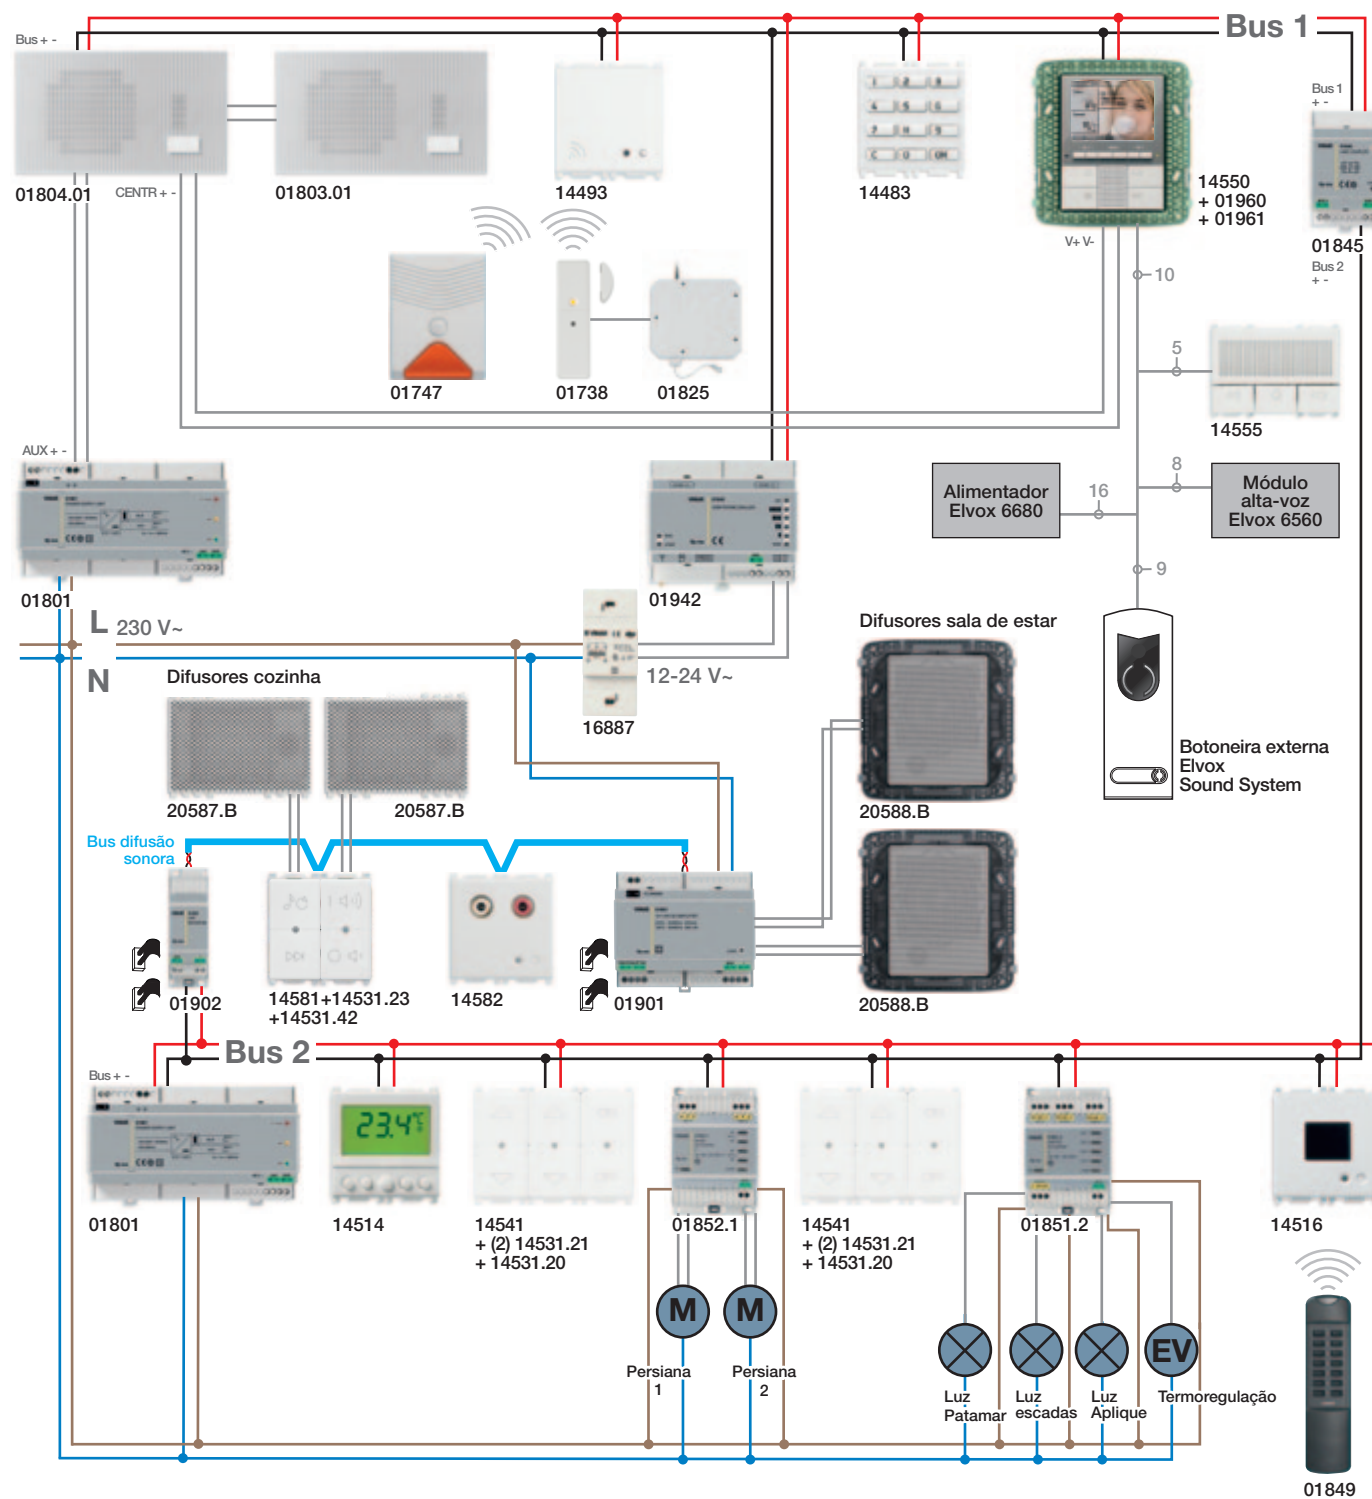 Bus 1
Bus + -
01804.01
CENTR + -
01803.01
14493
14483
14550
+ 01960
+ 01961
V+ V-
Bus 1
+ -
01845
Bus 2
+ -
10
01747
01738
01825
5
14555
AUX + -
01801
01942
Alimentador
Elvox 6680
16
8
Módulo
alta-voz
Elvox 6560
9
L 230 V~
N
12-24 V~
16887
Difusores cozinha
20587.B
20587.B
Difusores sala de estar
20588.B
20588.B
Botoneira externa
Elvox
Sound System
Bus difusão
sonora
01902
14581+14531.23
+14531.42
14582
01901
Bus 2
Bus + -
01801
23.4°C
14514
14541
+ (2) 14531.21
+ 14531.20
01852.1
14541
+ (2) 14531.21
+ 14531.20
01851.2
14516
M
M
EV
Persiana
1
Persiana
2
Luz
Patamar
Luz
escadas
Luz
Aplique
Termoregulação
01849